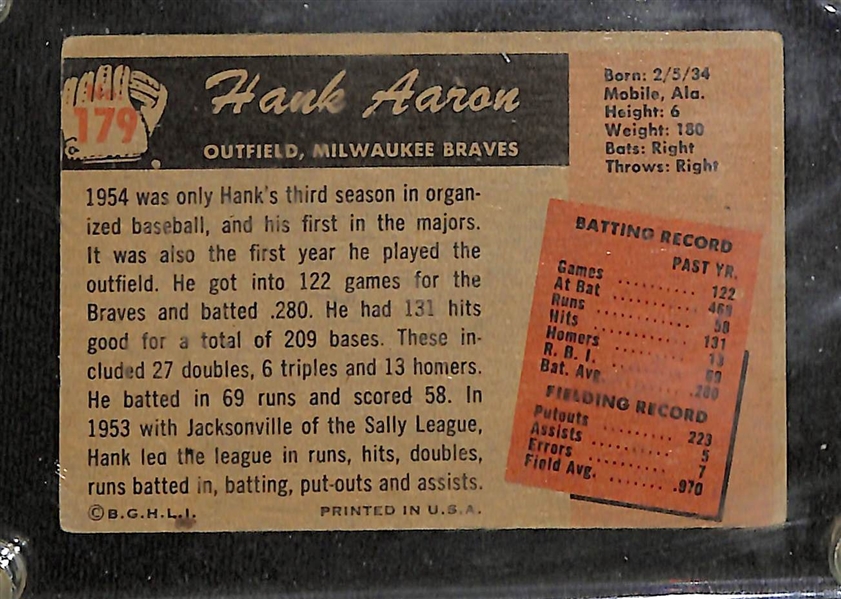 No. 179
Hank Aaron
OUTFIELD, MILWAUKEE BRAVES
Born: 2/5/34
Mobile, Ala.
Height: 6
Weight: 180
Bats: Right
Throws: Right
1954 was only Hank's third season in organ-
ized baseball, and his first in the majors.
It was also the first year he played the
outfield. He got into 122 games for the
Braves and batted .280. He had 131 hits
good for a total of 209 bases. These in-
cluded 27 doubles, 6 triples and 13 homers.
He batted in 69 runs and scored 58. In
1953 with Jacksonville of the Sally League,
Hank led the league in runs, hits, doubles,
runs batted in, batting, put-outs and assists.
©B.G.H.L.I. PRINTED IN U.S.A.
BATTING RECORD
PAST YR.
Games ..... 122
At Bat ..... 468
Runs ..... 58
Hits ..... 131
Homers ..... 13
R. B. I. ..... 69
Bat. Avg. ..... .280
FIELDING RECORD
Putouts ..... 223
Assists ..... 5
Errors ..... 7
Field Avg. ..... .970